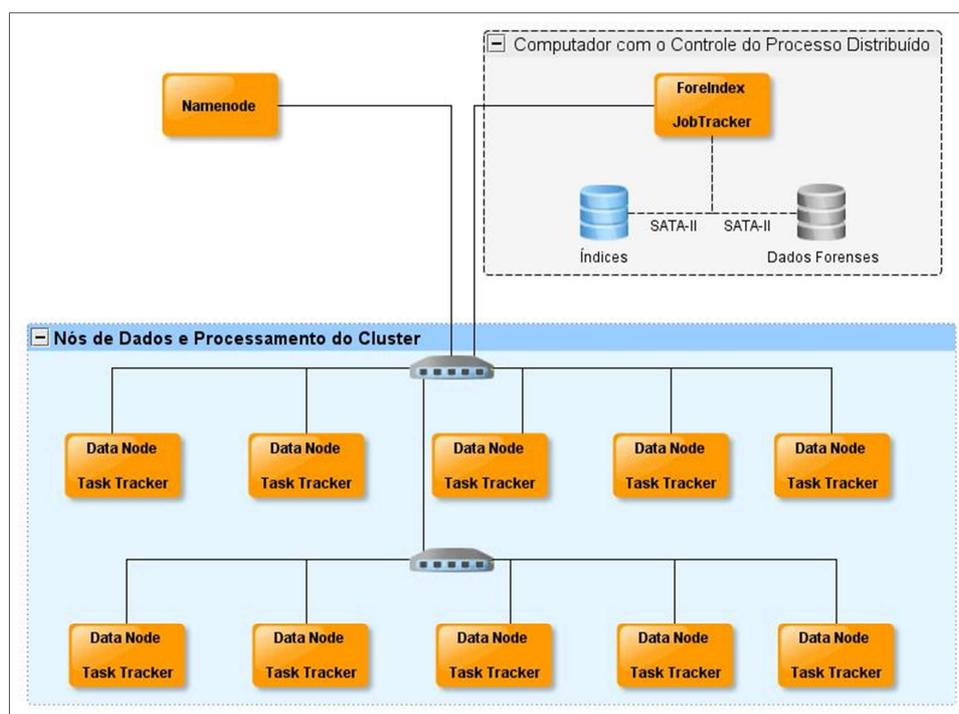 Computador com o Controle do Processo Distribuído
Namenode
ForeIndex
JobTracker
SATA-II
SATA-II
Índices
Dados Forenses
Nós de Dados e Processamento do Cluster
Data Node
Task Tracker
Data Node
Task Tracker
Data Node
Task Tracker
Data Node
Task Tracker
Data Node
Task Tracker
Data Node
Task Tracker
Data Node
Task Tracker
Data Node
Task Tracker
Data Node
Task Tracker
Data Node
Task Tracker